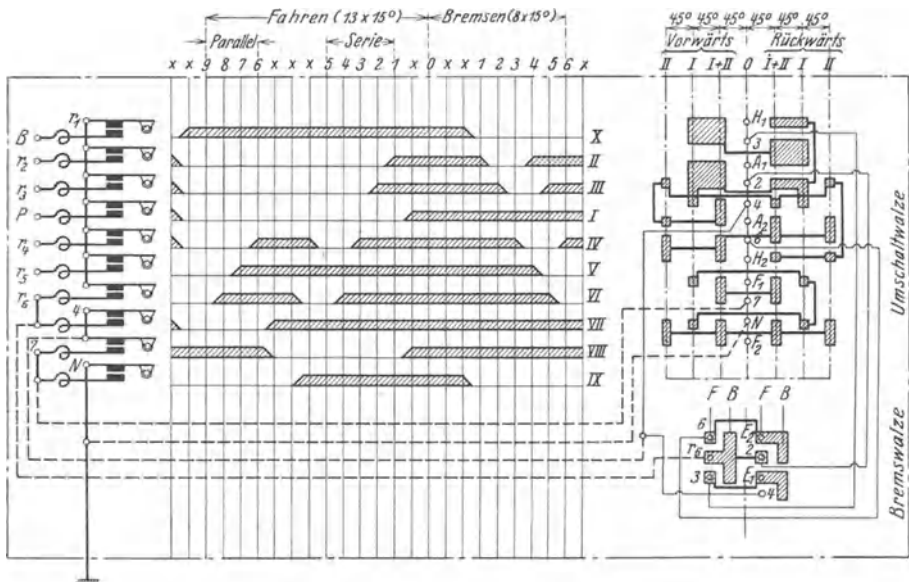 Fahren (13 x 15°) Bremsen (8 x 15°)
Parallel Serie
x x 9 8 7 6 x x x 5 4 3 2 1 x 0 x 1 2 3 4 5 6 x
45° 45° 45° 45° 45° 45°
Vorwärts Rückwärts
II I I+II 0 I+II I II
r1
B X
r2 II
r3 III
P I
r4 IV
r5 V
r6 VI
4 VII
7 VIII
N IX
H1
3
A1
2
4
A2
6
H2
F1
7
N
F2
Umschaltwalze
F B F B
6 E2
r6 2
3 E1
4
Bremswalze